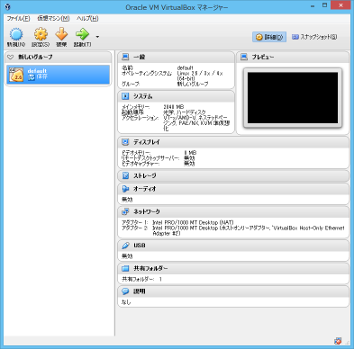 Oracle VM VirtualBox マネージャー
ファイル(F) 仮想マシン(M) ヘルプ(H)
新規(N) 設定(S) 破棄 起動(T)
詳細(D) スナップショット(S)
新しいグループ
default
保存
一般
名前: default
オペレーティングシステム: Linux 2.6 / 3.x / 4.x
(64-bit)
グループ: 新しいグループ
プレビュー
システム
メインメモリー: 2048 MB
起動順序: 光学, ハードディスク
アクセラレーション: VT-x/AMD-V, ネステッドペー
ジング, PAE/NX, KVM 準仮想
化
ディスプレイ
ビデオメモリー: 8 MB
リモートデスクトップサーバー: 無効
ビデオキャプチャー: 無効
ストレージ
オーディオ
無効
ネットワーク
アダプター 1: Intel PRO/1000 MT Desktop (NAT)
アダプター 2: Intel PRO/1000 MT Desktop (ホストオンリーアダプター, 'VirtualBox Host-Only Ethernet
Adapter #2')
USB
無効
共有フォルダー
共有フォルダー: 1
説明
なし